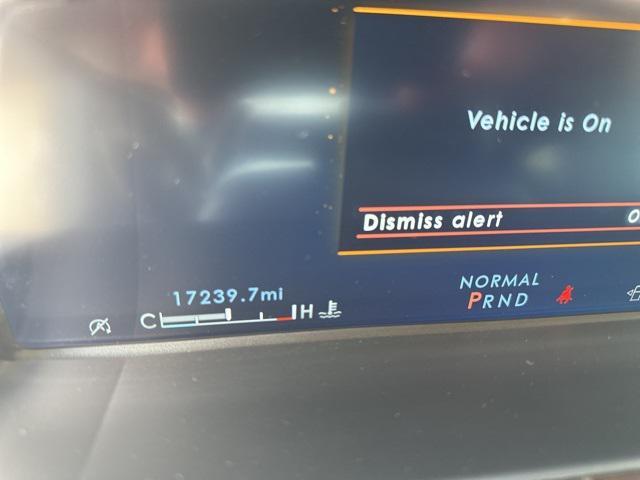 Vehicle is On
Dismiss alert
17239.7mi
C H
NORMAL
PRND